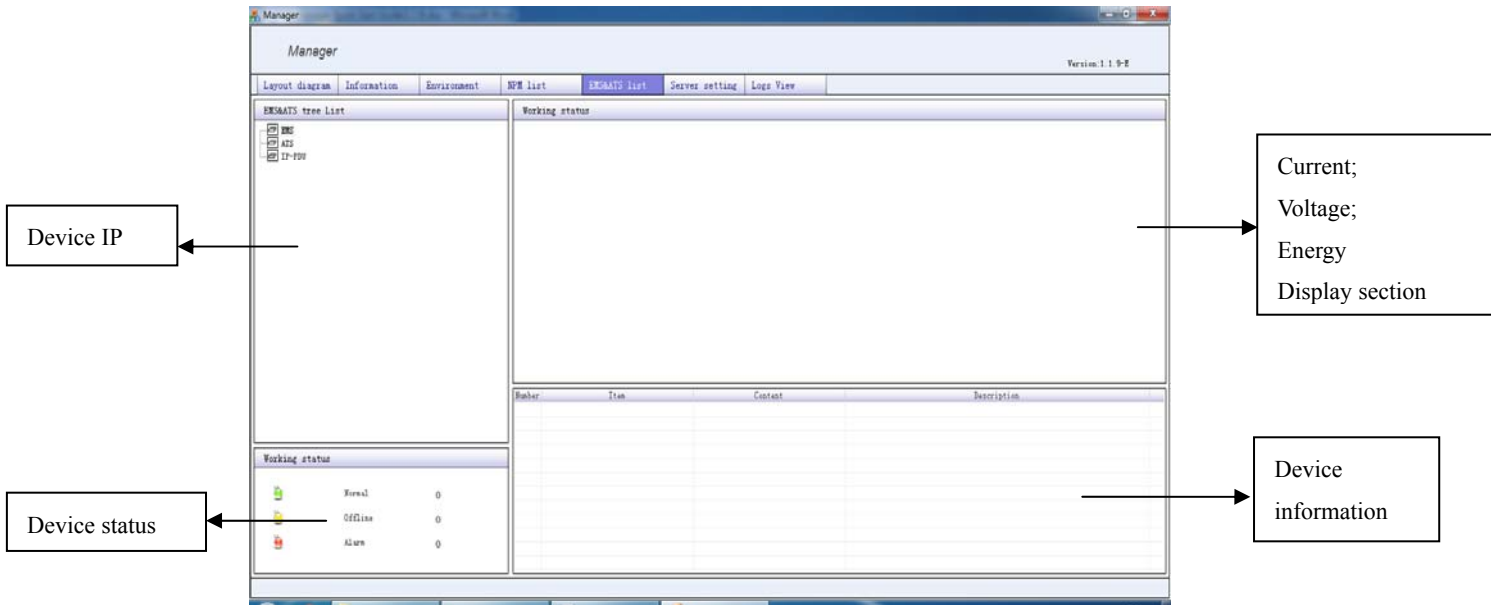 Manager
Manager
Version:1.1.9-E
Layout diagram Information Environment NPM list EMS&ATS list Server setting Logs View
EMS&ATS tree List
Working status
EMS
ATS
IP-PDU
Current;
Voltage;
Energy
Display section
Device IP
Number Item Content Description
Working status
Normal 0
Offline 0
Alarm 0
Device status
Device
information